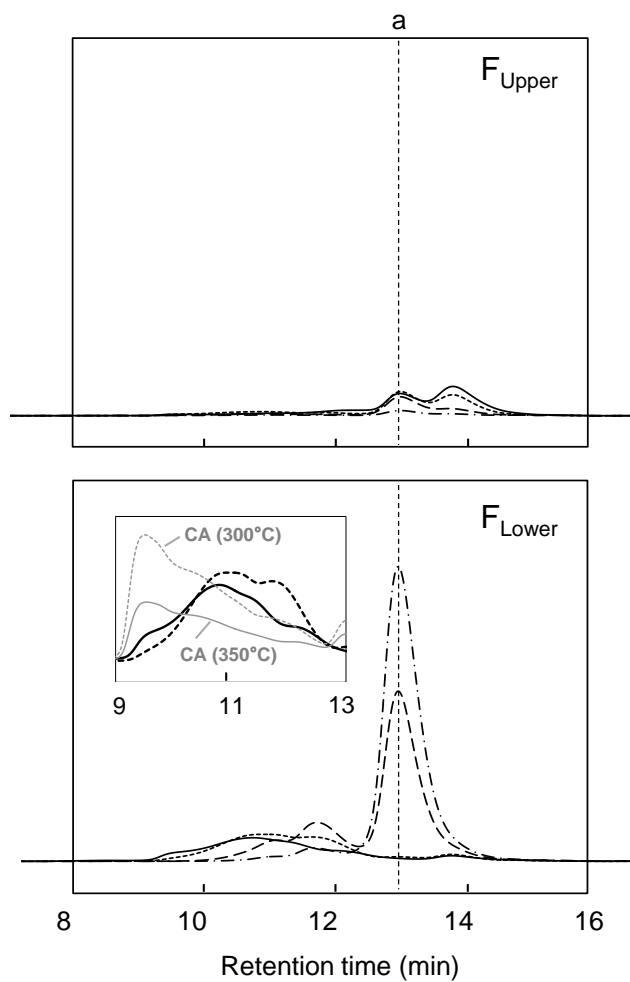 a
F_Upper
F_Lower
CA (300°C)
CA (350°C)
9 11 13
8 10 12 14 16
Retention time (min)